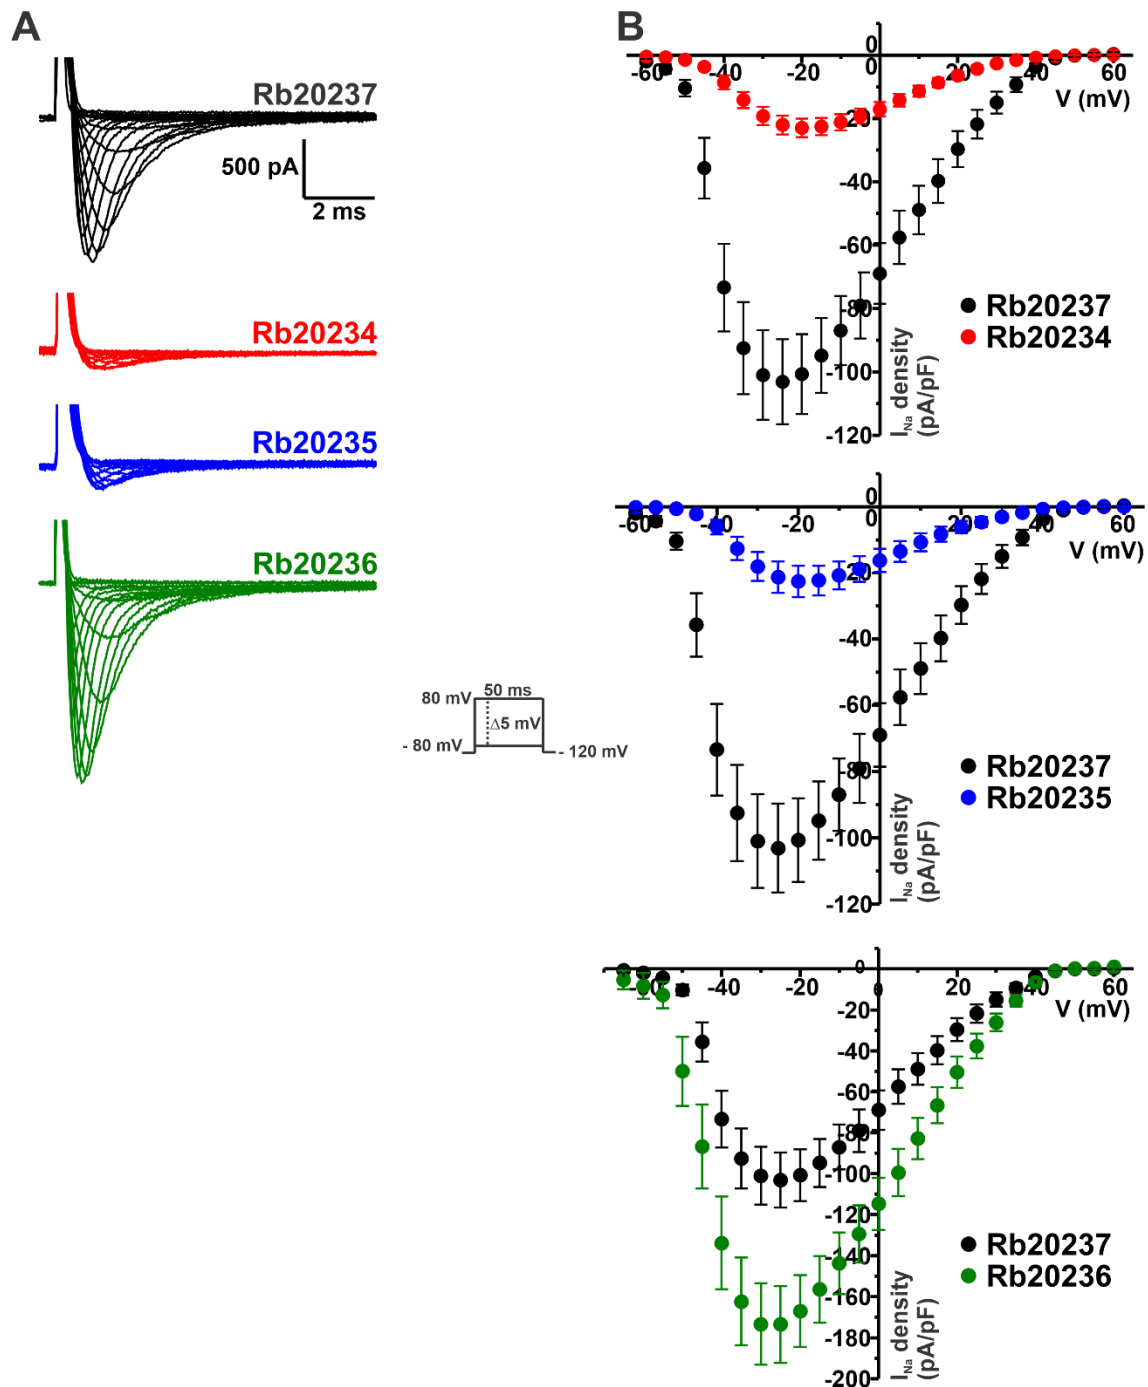 A
Rb20237
500 pA
2 ms
Rb20234
Rb20235
Rb20236
50 ms
80 mV
Δ5 mV
- 80 mV
- 120 mV
B
0
-60 -40 -20 0 20 40 60
V (mV)
-20
-40
-60
-80
-100
-120
I_Na density
(pA/pF)
Rb20237
Rb20234
0
-60 -40 -20 0 20 40 60
V (mV)
-20
-40
-60
-80
-100
-120
I_Na density
(pA/pF)
Rb20237
Rb20235
0
-60 -40 -20 0 20 40 60
V (mV)
-20
-40
-60
-80
-100
-120
-140
-160
-180
-200
I_Na density
(pA/pF)
Rb20237
Rb20236